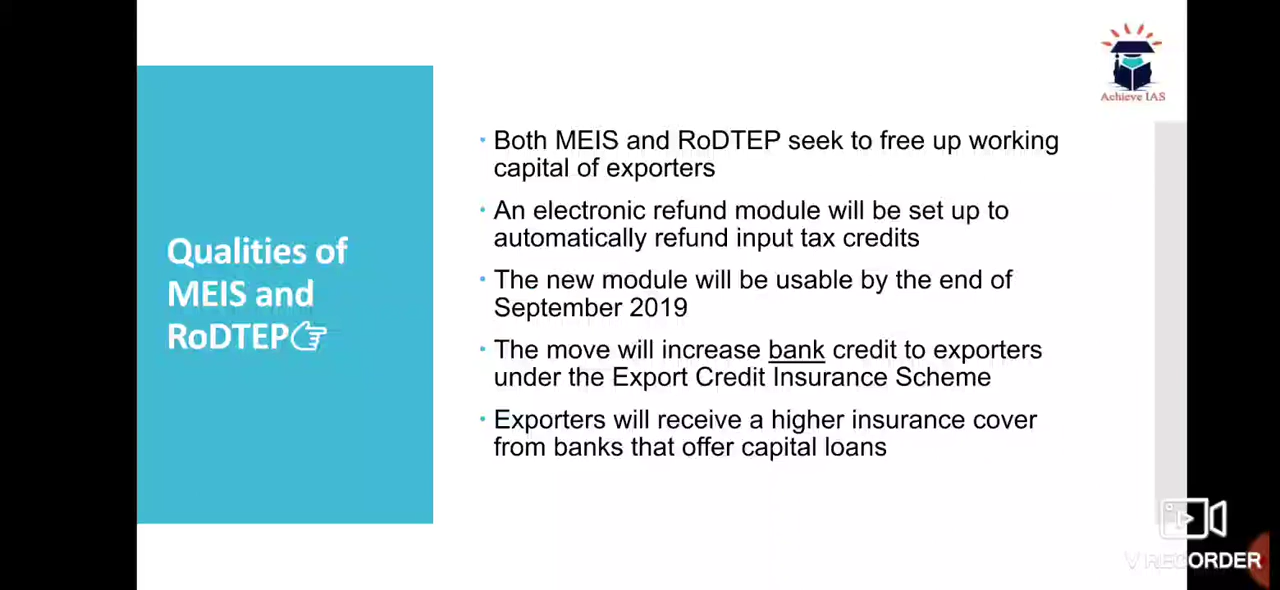 Achieve IAS
Qualities of
MEIS and
RoDTEP
Both MEIS and RoDTEP seek to free up working
capital of exporters
An electronic refund module will be set up to
automatically refund input tax credits
The new module will be usable by the end of
September 2019
The move will increase bank credit to exporters
under the Export Credit Insurance Scheme
Exporters will receive a higher insurance cover
from banks that offer capital loans
V RECORDER